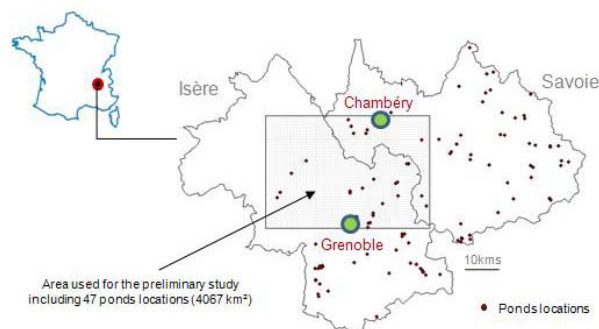 Isère
Savoie
Chambéry
Grenoble
10kms
Area used for the preliminary study
including 47 ponds locations (4067 km²)
Ponds locations